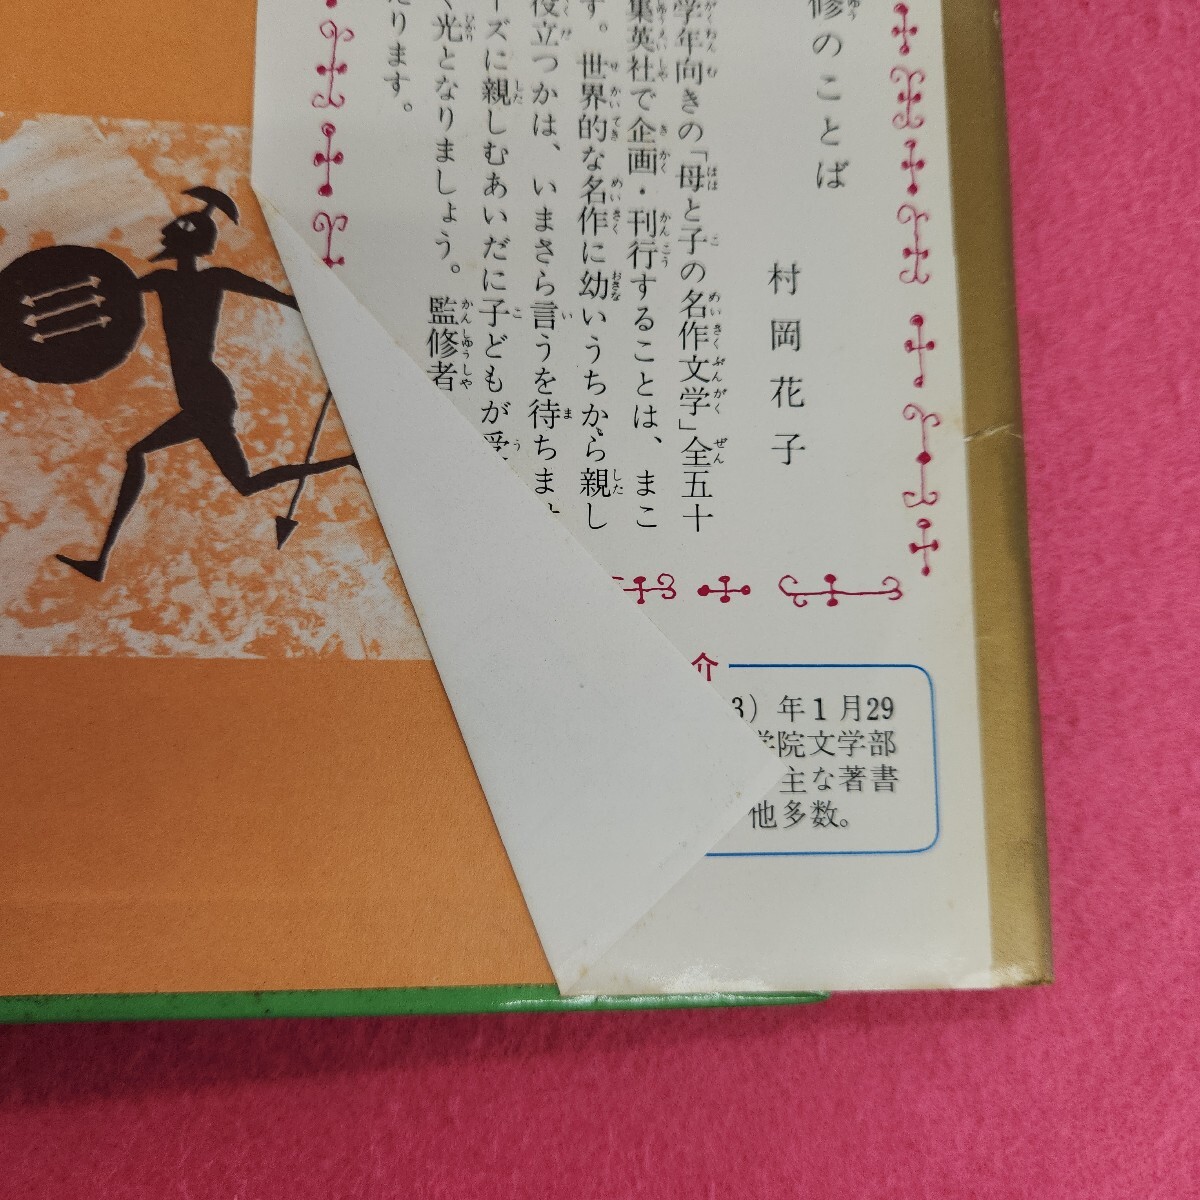 修のことば
村岡花子
学年向きの「母と子の名作文学」全五十
集英社で企画・刊行することは、まこ
す。世界的な名作に幼いうちから親し
役立つかは、いまさら言うを待ちませ
ーズに親しむあいだに子どもが受
く光となりましょう。監修者
たります。
介
3）年1月29
学院文学部
主な著書
他多数。